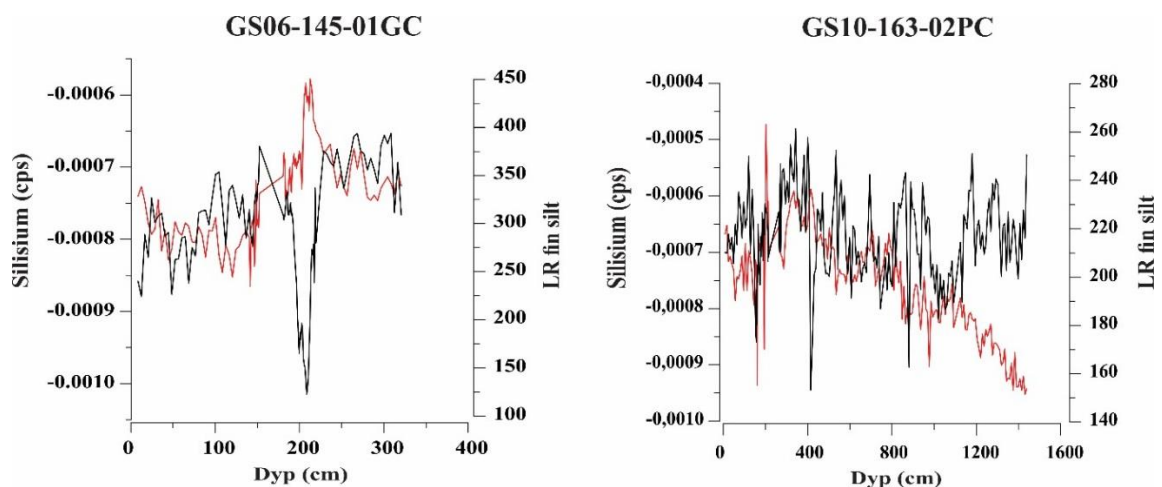 GS06-145-01GC
Silisium (cps)
-0.0006
-0.0007
-0.0008
-0.0009
-0.0010
450
400
350
300
250
200
150
100
LR fin silt
0 100 200 300 400
Dyp (cm)
GS10-163-02PC
Silisium (cps)
-0,0004
-0,0005
-0,0006
-0,0007
-0,0008
-0,0009
-0,0010
280
260
240
220
200
180
160
140
LR fin silt
0 400 800 1200 1600
Dyp (cm)